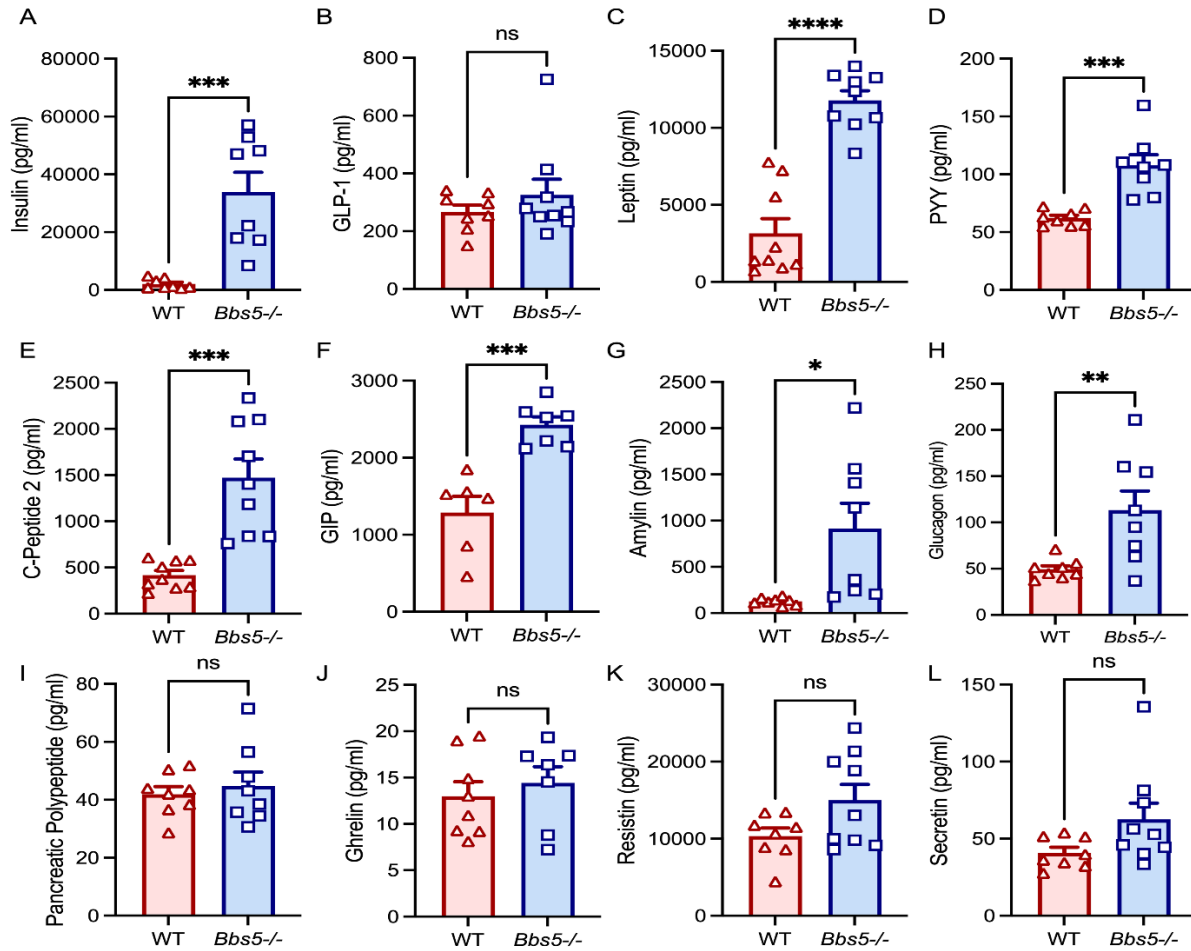 A
Insulin (pg/ml)
80000
60000
40000
20000
0
***
WT
Bbs5-/-
B
GLP-1 (pg/ml)
800
600
400
200
0
ns
WT
Bbs5-/-
C
Leptin (pg/ml)
15000
10000
5000
0
****
WT
Bbs5-/-
D
PYY (pg/ml)
200
150
100
50
0
***
WT
Bbs5-/-
E
C-Peptide 2 (pg/ml)
2500
2000
1500
1000
500
0
***
WT
Bbs5-/-
F
GIP (pg/ml)
3000
2000
1000
0
***
WT
Bbs5-/-
G
Amylin (pg/ml)
2500
2000
1500
1000
500
0
*
WT
Bbs5-/-
H
Glucagon (pg/ml)
250
200
150
100
50
0
**
WT
Bbs5-/-
I
Pancreatic Polypeptide (pg/ml)
80
60
40
20
0
ns
WT
Bbs5-/-
J
Ghrelin (pg/ml)
25
20
15
10
5
0
ns
WT
Bbs5-/-
K
Resistin (pg/ml)
30000
20000
10000
0
ns
WT
Bbs5-/-
L
Secretin (pg/ml)
150
100
50
0
ns
WT
Bbs5-/-